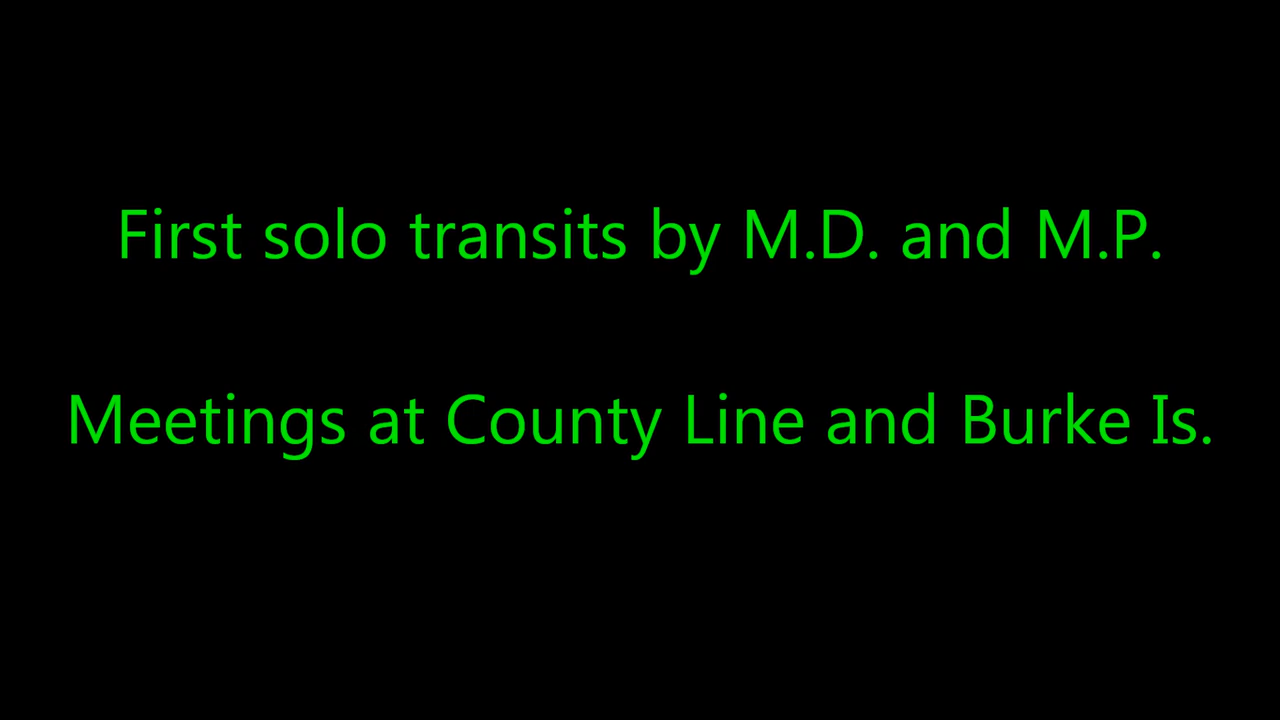 First solo transits by M.D. and M.P.
Meetings at County Line and Burke Is.